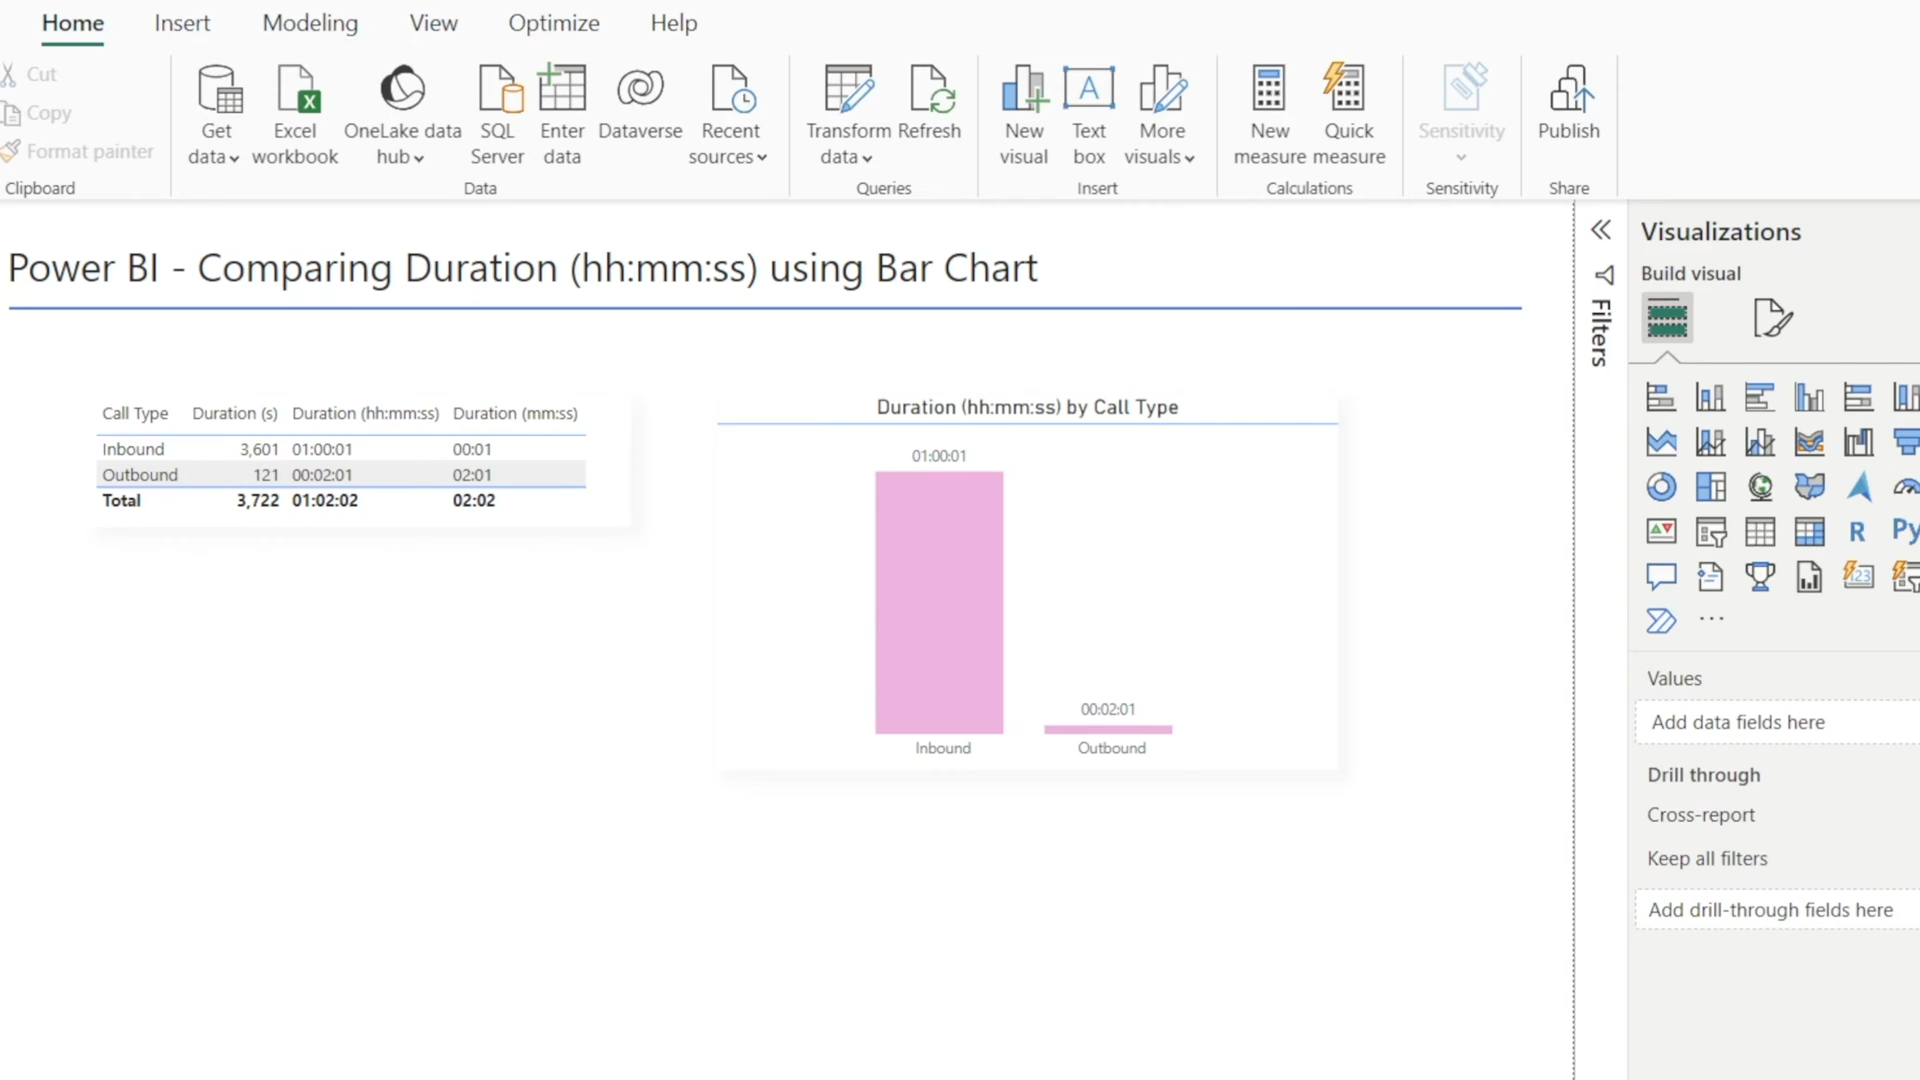 Home Insert Modeling View Optimize Help
Cut
Copy
Format painter
Clipboard
Get data
Excel workbook
OneLake data hub
SQL Server
Enter data
Dataverse
Recent sources
Data
Transform data
Refresh
Queries
New visual
Text box
More visuals
Insert
New measure
Quick measure
Calculations
Sensitivity
Sensitivity
Publish
Share
Power BI - Comparing Duration (hh:mm:ss) using Bar Chart
Call Type Duration (s) Duration (hh:mm:ss) Duration (mm:ss)
Inbound 3,601 01:00:01 00:01
Outbound 121 00:02:01 02:01
Total 3,722 01:02:02 02:02
Duration (hh:mm:ss) by Call Type
01:00:01
00:02:01
Inbound Outbound
Filters
Visualizations
Build visual
R Py
123
Values
Add data fields here
Drill through
Cross-report
Keep all filters
Add drill-through fields here